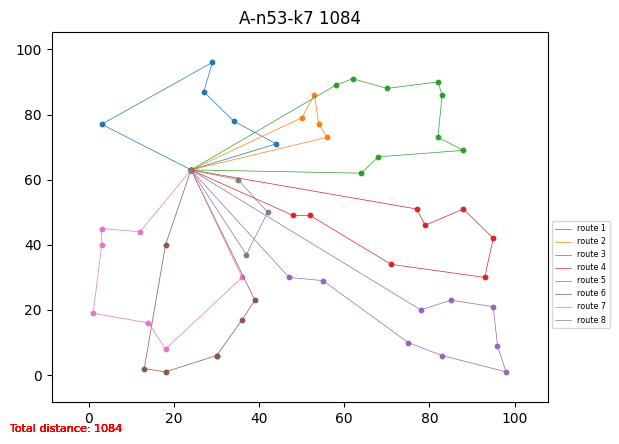 A-n53-k7 1084
100
80
60
40
20
0
0 20 40 60 80 100
route 1
route 2
route 3
route 4
route 5
route 6
route 7
route 8
Total distance: 1084